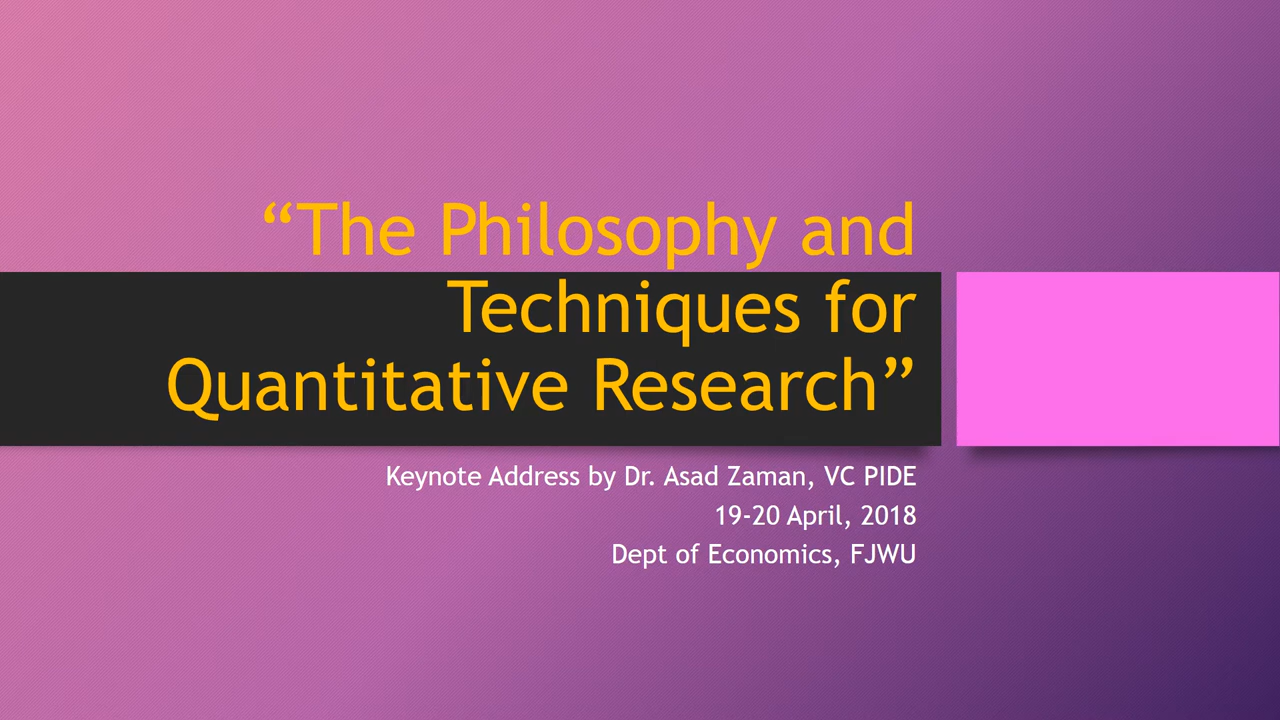 “The Philosophy and
Techniques for
Quantitative Research”
Keynote Address by Dr. Asad Zaman, VC PIDE
19-20 April, 2018
Dept of Economics, FJWU